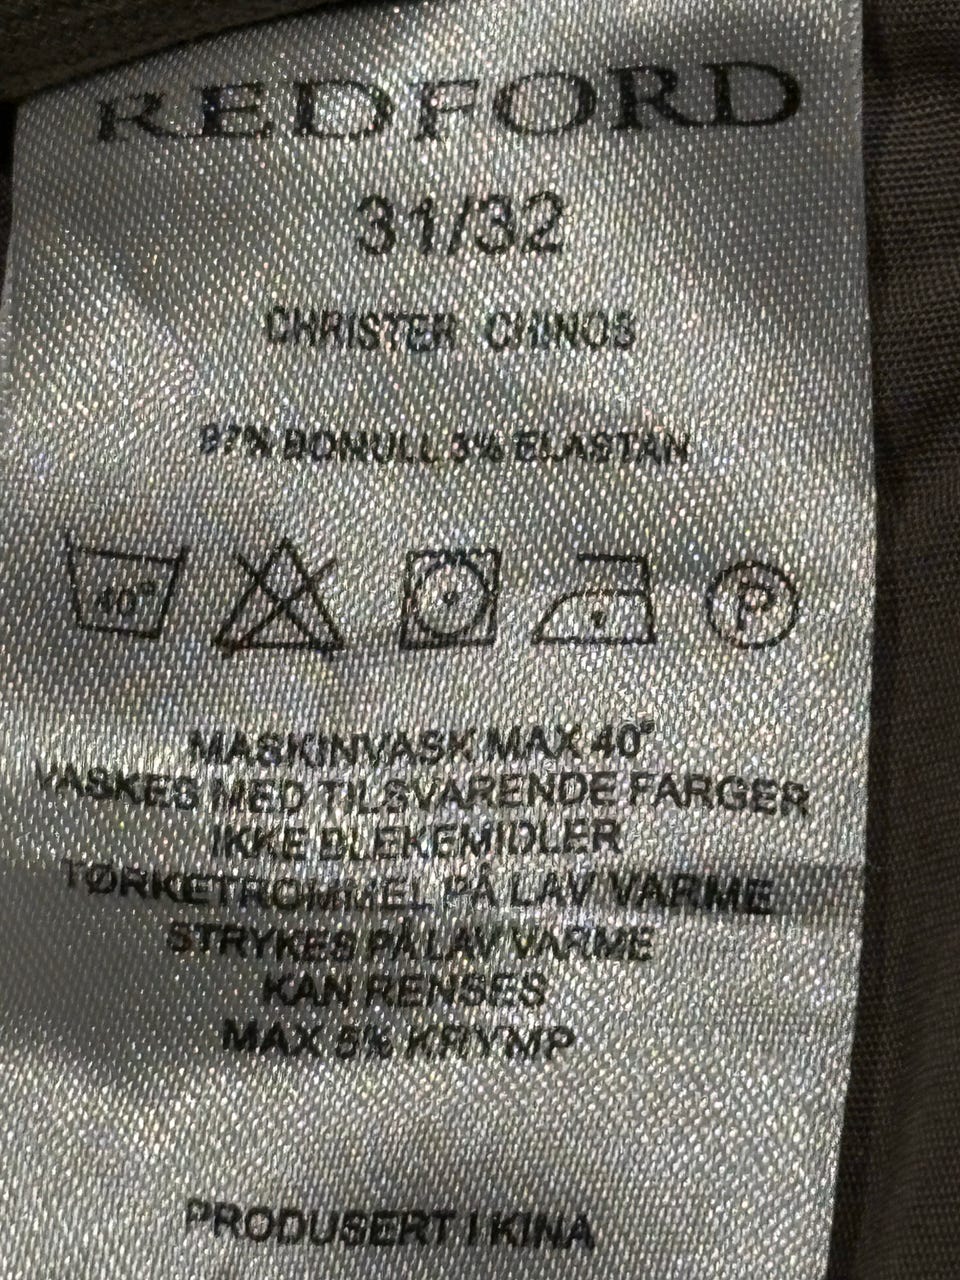 REDFORD
31/32
CHRISTER CHINOS
97% BOMULL 3% ELASTAN
40°
P
MASKINVASK MAX 40°
VASKES MED TILSVARENDE FARGER
IKKE BLEKEMIDLER
TØRKETROMMEL PÅ LAV VARME
STRYKES PÅ LAV VARME
KAN RENSES
MAX 5% KRYMP
PRODUSERT I KINA